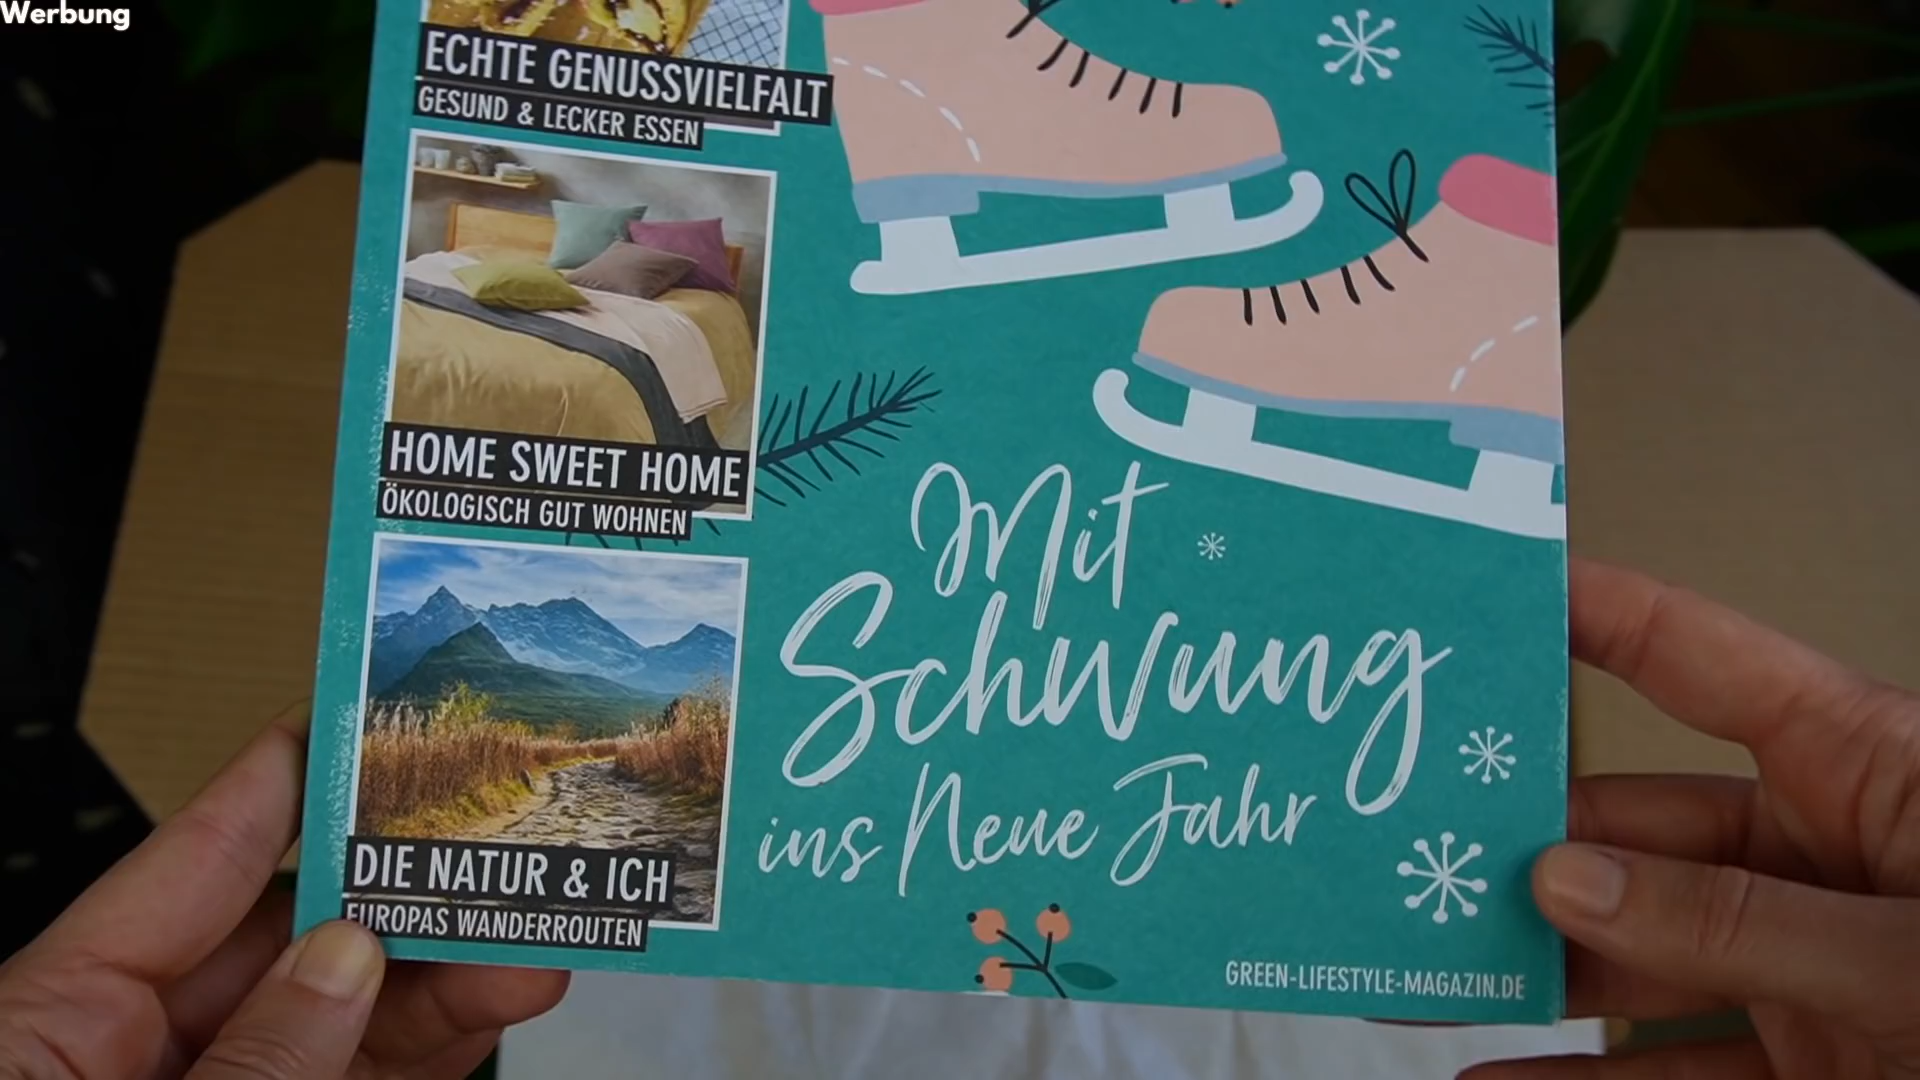 Werbung
ECHTE GENUSSVIELFALT
GESUND & LECKER ESSEN
HOME SWEET HOME
ÖKOLOGISCH GUT WOHNEN
DIE NATUR & ICH
EUROPAS WANDERROUTEN
Mit
Schwung
ins Neue Jahr
GREEN-LIFESTYLE-MAGAZIN.DE